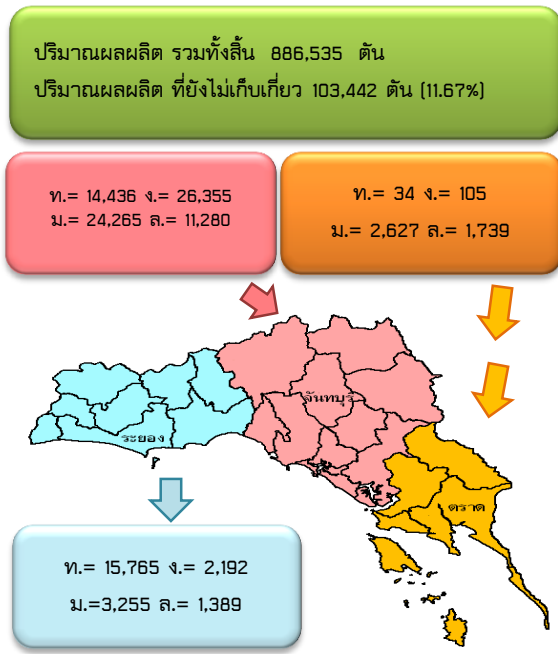 ปริมาณผลผลิต รวมทั้งสิ้น 886,535 ตัน
ปริมาณผลผลิต ที่ยังไม่เก็บเกี่ยว 103,442 ตัน (11.67%)
ท.= 14,436 ง.= 26,355
ม.= 24,265 ล.= 11,280
ท.= 34 ง.= 105
ม.= 2,627 ล.= 1,739
จันทบุรี
ระยอง
ตราด
ท.= 15,765 ง.= 2,192
ม.=3,255 ล.= 1,389